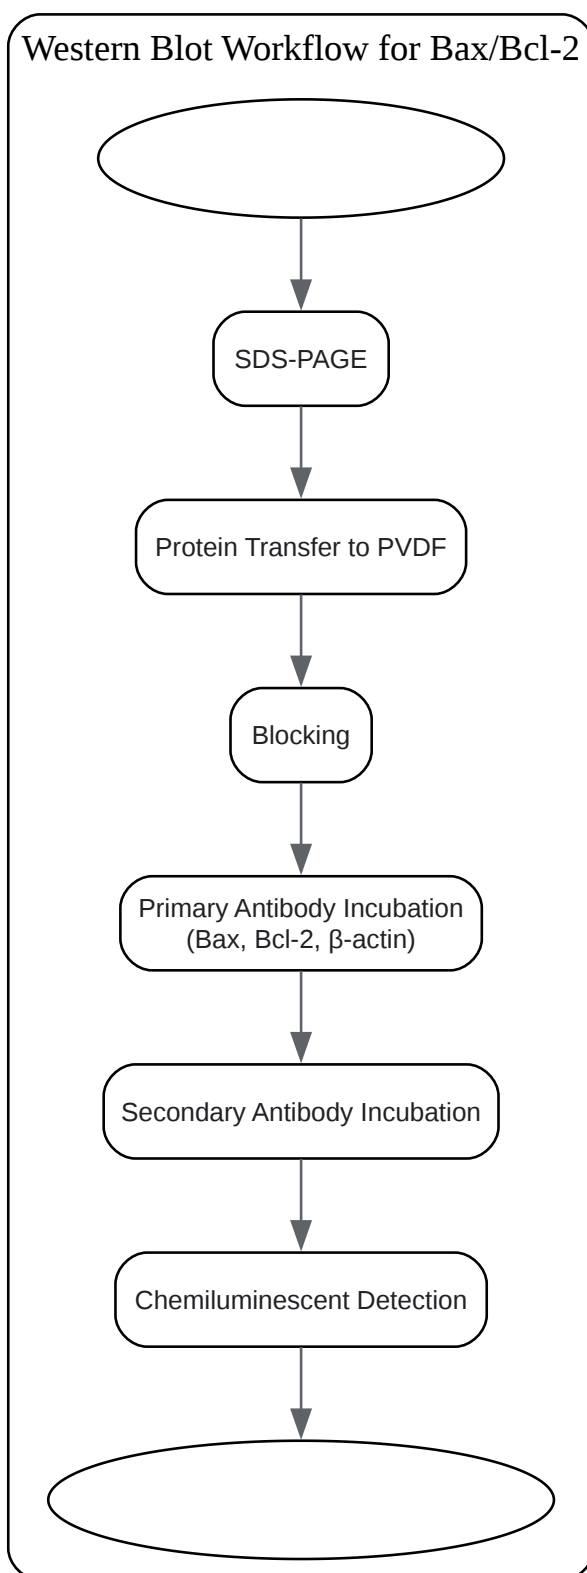 Western Blot Workflow for Bax/Bcl-2
SDS-PAGE
Protein Transfer to PVDF
Blocking
Primary Antibody Incubation
(Bax, Bcl-2, β-actin)
Secondary Antibody Incubation
Chemiluminescent Detection